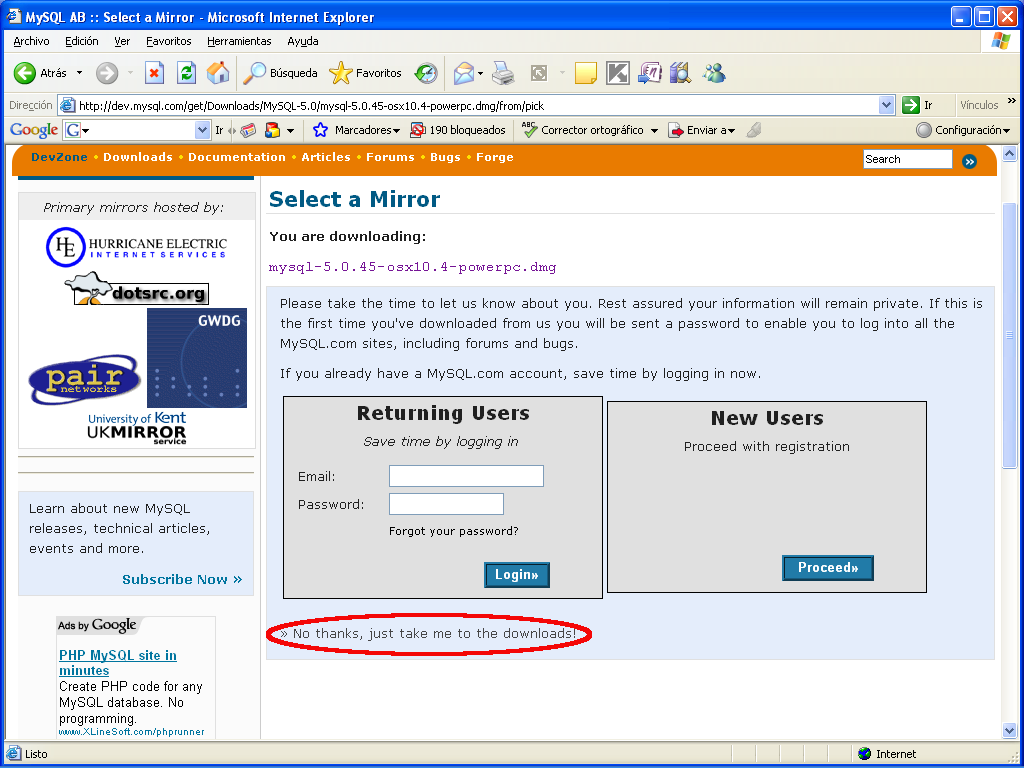 MySQL AB :: Select a Mirror - Microsoft Internet Explorer
Archivo Edición Ver Favoritos Herramientas Ayuda
Atrás Búsqueda Favoritos
Dirección http://dev.mysql.com/get/Downloads/MySQL-5.0/mysql-5.0.45-osx10.4-powerpc.dmg/from/pick Ir Vínculos »
Google G Ir Marcadores 190 bloqueados ABC Corrector ortográfico Enviar a Configuración
DevZone • Downloads • Documentation • Articles • Forums • Bugs • Forge Search »
Primary mirrors hosted by:
HE HURRICANE ELECTRIC
INTERNET SERVICES
dotsrc.org
GWDG
pair
networks
University of Kent
UKMIRROR
service
Learn about new MySQL
releases, technical articles,
events and more.
Subscribe Now »
Ads by Google
PHP MySQL site in
minutes
Create PHP code for any
MySQL database. No
programming.
www.XLineSoft.com/phprunner
Select a Mirror
You are downloading:
mysql-5.0.45-osx10.4-powerpc.dmg
Please take the time to let us know about you. Rest assured your information will remain private. If this is
the first time you've downloaded from us you will be sent a password to enable you to log into all the
MySQL.com sites, including forums and bugs.
If you already have a MySQL.com account, save time by logging in now.
Returning Users
Save time by logging in
Email:
Password:
Forgot your password?
Login»
New Users
Proceed with registration
Proceed»
» No thanks, just take me to the downloads!
Listo Internet